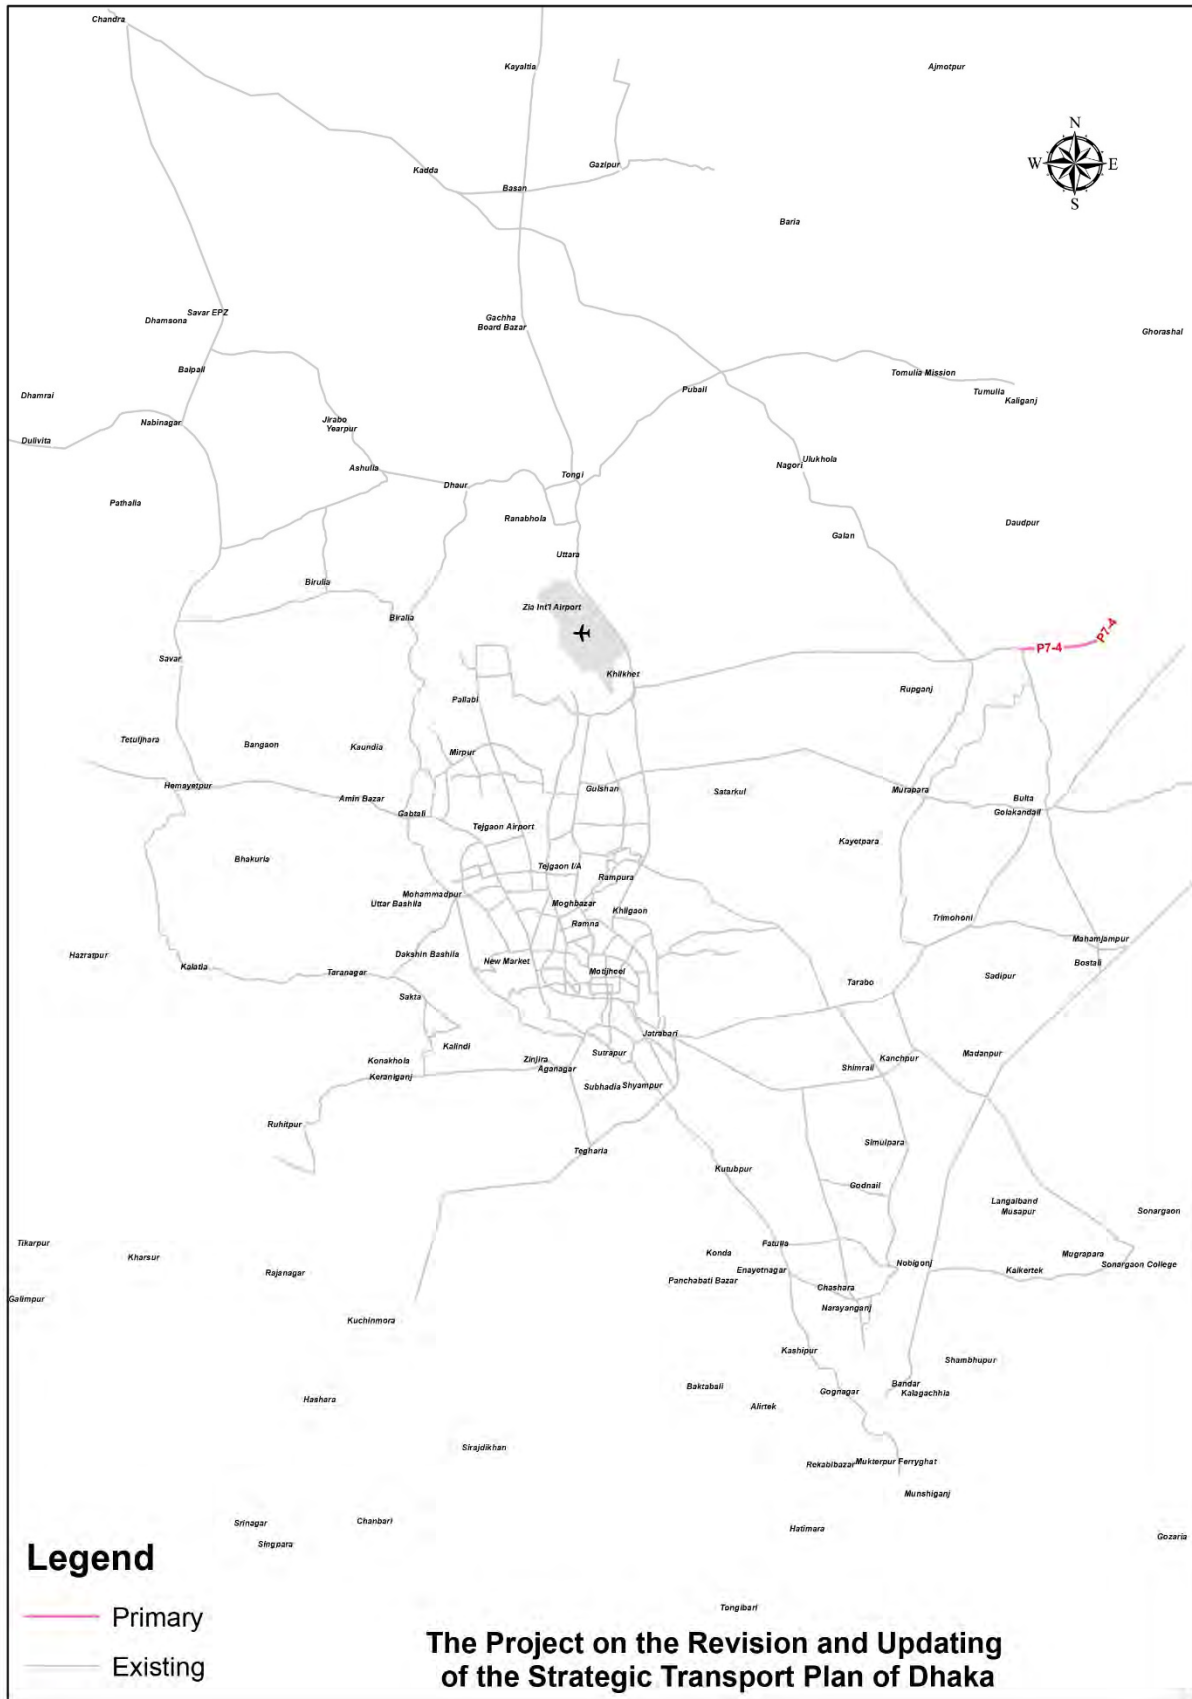 Chandra
Kayaltia
Ajmotpur
N
W
E
S
Gazipur
Kadda
Basan
Baria
Savar EPZ
Dhamsona
Gachha
Board Bazar
Ghorashal
Baipail
Tomulia Mission
Dhamrai
Pubail
Tumulia
Kaliganj
Nabinagar
Jirabo
Yearpur
Dulivita
Ashulia
Ulukhola
Nagori
Tongi
Dhaur
Pathalia
Ranabhola
Daudpur
Galan
Uttara
Birulia
Zia Int'l Airport
Biralia
P7-4
P7-4
Savar
Khilkhet
Rupganj
Pallabi
Tetuljhara
Bangaon
Kaundia
Mirpur
Hemayetpur
Gulshan
Satarkul
Murapara
Amin Bazar
Bulta
Gabtali
Golakandail
Tejgaon Airport
Kayetpara
Bhakuria
Tejgaon I/A
Rampura
Mohammadpur
Uttar Bashila
Moghbazar
Khilgaon
Ramna
Trimohoni
Mahamjampur
Hazratpur
Dakshin Bashila
New Market
Bostail
Kalatia
Taranagar
Motijheel
Sadipur
Tarabo
Sakta
Jatrabari
Kalindi
Sutrapur
Madanpur
Konakhola
Zinjira
Kanchpur
Aganagar
Shimrail
Keraniganj
Subhadia
Shyampur
Ruhitpur
Simulpara
Tegharia
Kutubpur
Godnail
Langalband
Musapur
Sonargaon
Tikarpur
Fatulla
Kharsur
Konda
Mugrapara
Rajanagar
Enayetnagar
Nobigonj
Kaikertek
Sonargaon College
Panchabati Bazar
Chashara
Galimpur
Narayanganj
Kuchinmora
Kashipur
Shambhupur
Baktabali
Bandar
Gognagar
Kalagachhia
Hashara
Alirtek
Sirajdikhan
Rekabibazar
Mukterpur Ferryghat
Munshiganj
Srinagar
Chanbari
Hatimara
Gozaria
Singpara
Legend
Tongibari
Primary
Existing
The Project on the Revision and Updating
of the Strategic Transport Plan of Dhaka